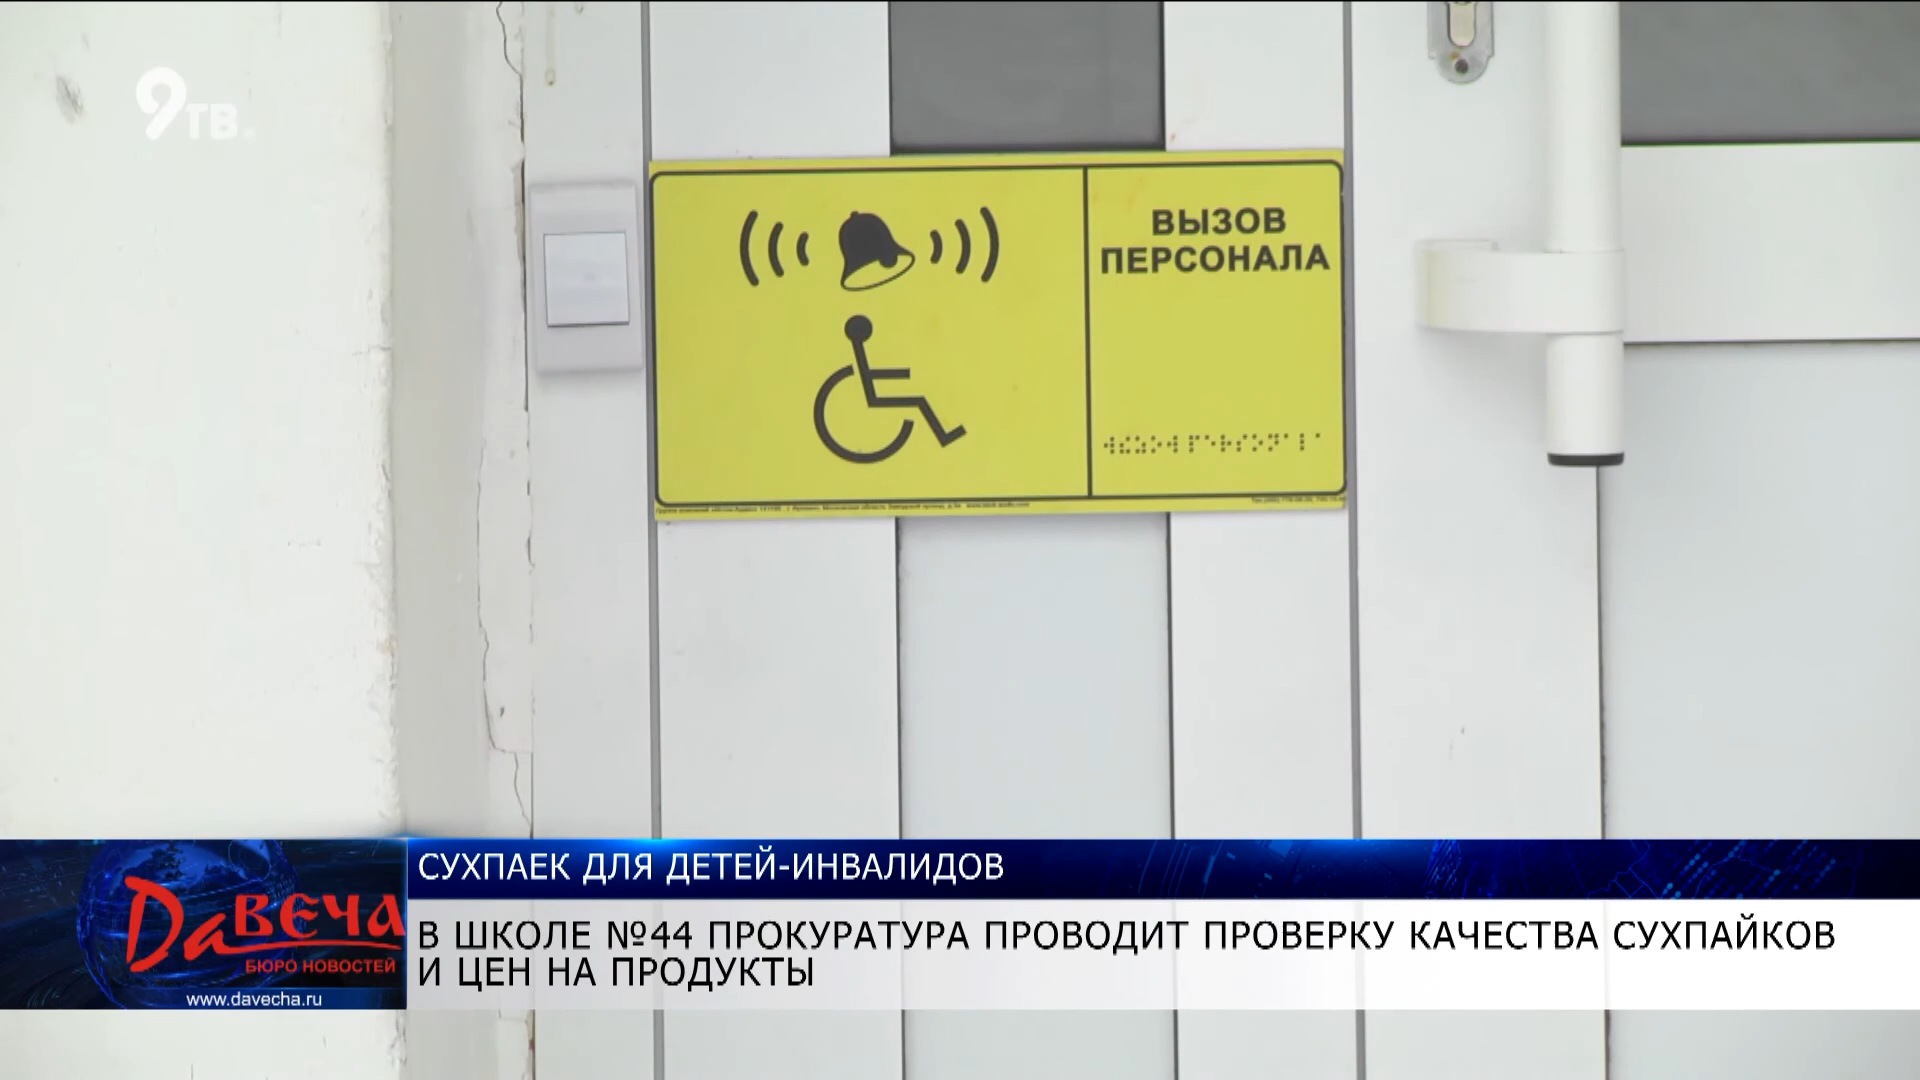 9ТВ.
ВЫЗОВ
ПЕРСОНАЛА
СУХПАЕК ДЛЯ ДЕТЕЙ-ИНВАЛИДОВ
В ШКОЛЕ №44 ПРОКУРАТУРА ПРОВОДИТ ПРОВЕРКУ КАЧЕСТВА СУХПАЙКОВ
И ЦЕН НА ПРОДУКТЫ
ДаВЕЧА
БЮРО НОВОСТЕЙ
www.davecha.ru